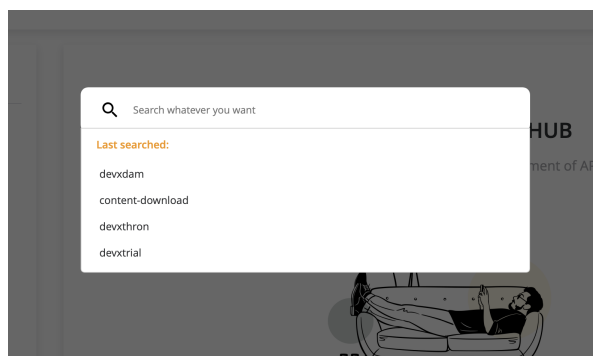 Search whatever you want
HUB
Last searched:
ment of AP
devxdam
content-download
devxthron
devxtrial